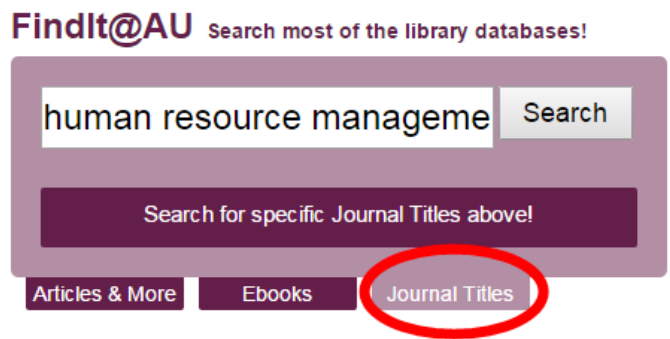 FindIt@AU Search most of the library databases!
human resource manageme Search
Search for specific Journal Titles above!
Articles & More Ebooks Journal Titles